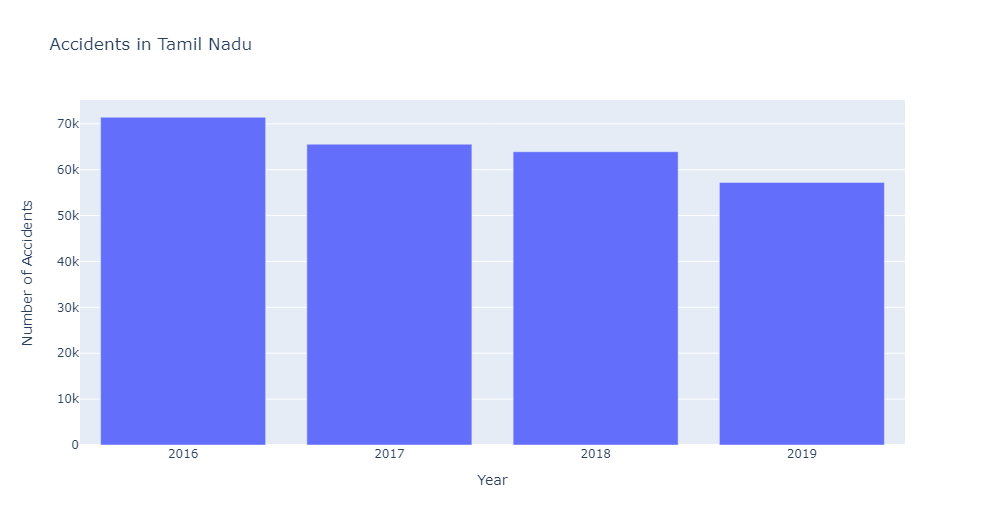 Accidents in Tamil Nadu
70k
60k
50k
40k
30k
20k
10k
0
Number of Accidents
2016 2017 2018 2019
Year